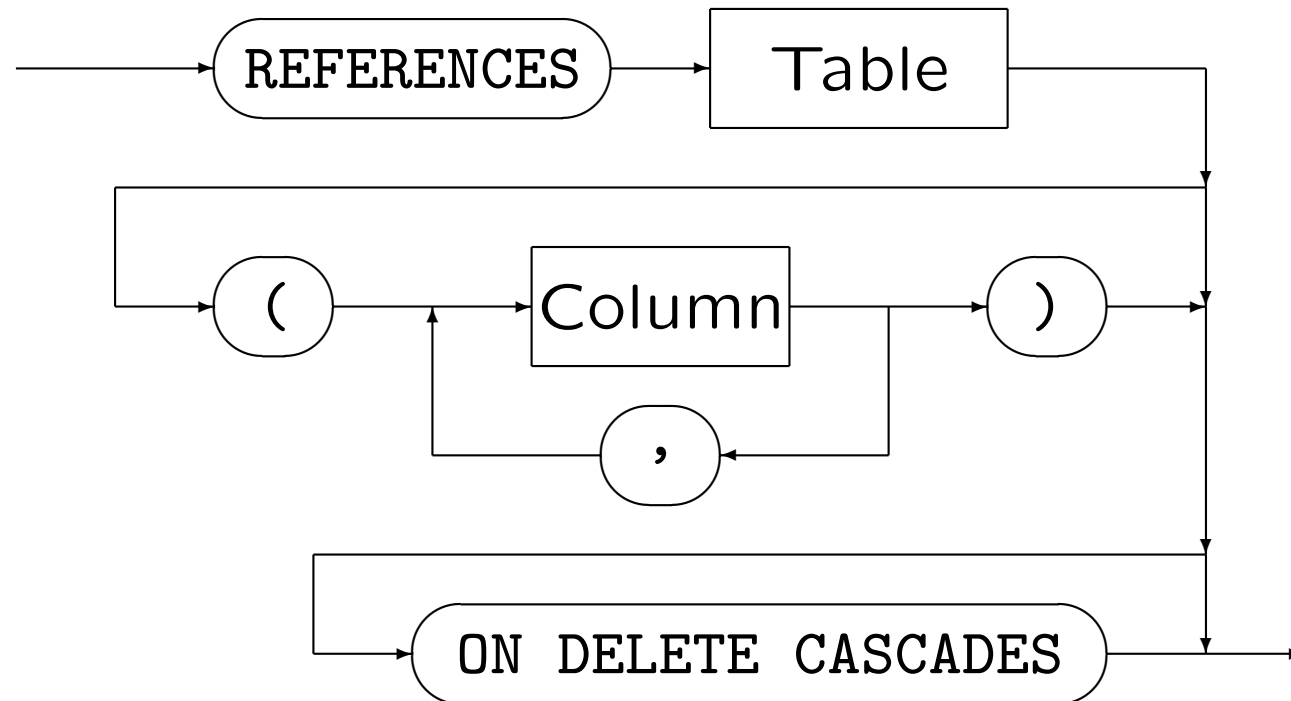 REFERENCES Table
( Column )
,
ON DELETE CASCADES